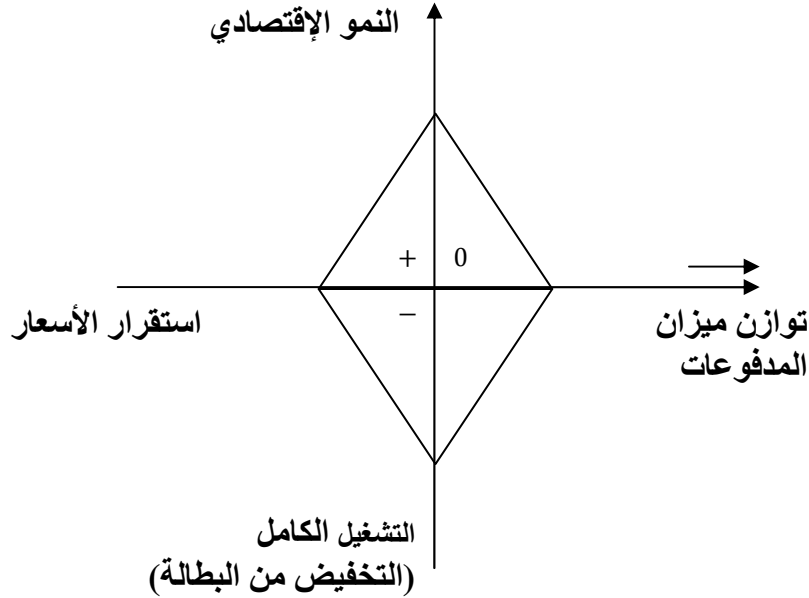 النمو الإقتصادي
+ 0
−
استقرار الأسعار
توازن ميزان
المدفوعات
التشغيل الكامل
(التخفيض من البطالة)